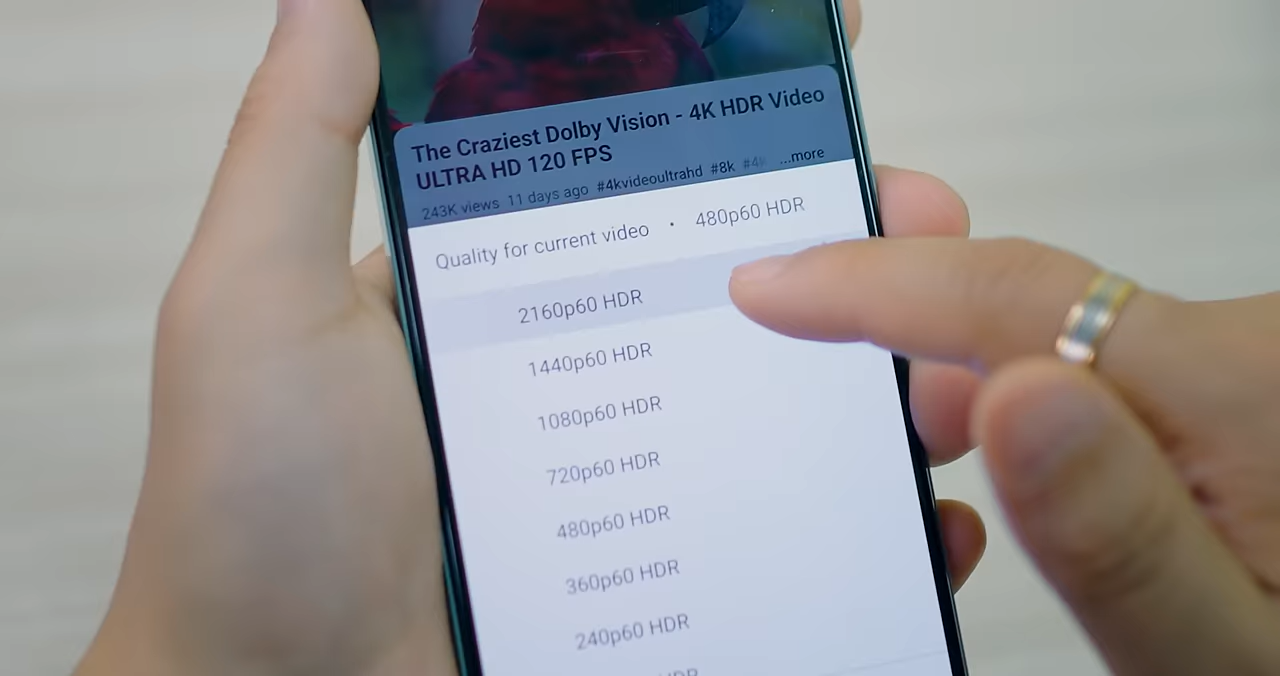 The Craziest Dolby Vision - 4K HDR Video
ULTRA HD 120 FPS
243K views 11 days ago #4kvideoultrahd #8k #4k ...more
Quality for current video • 480p60 HDR
2160p60 HDR
1440p60 HDR
1080p60 HDR
720p60 HDR
480p60 HDR
360p60 HDR
240p60 HDR
HDR